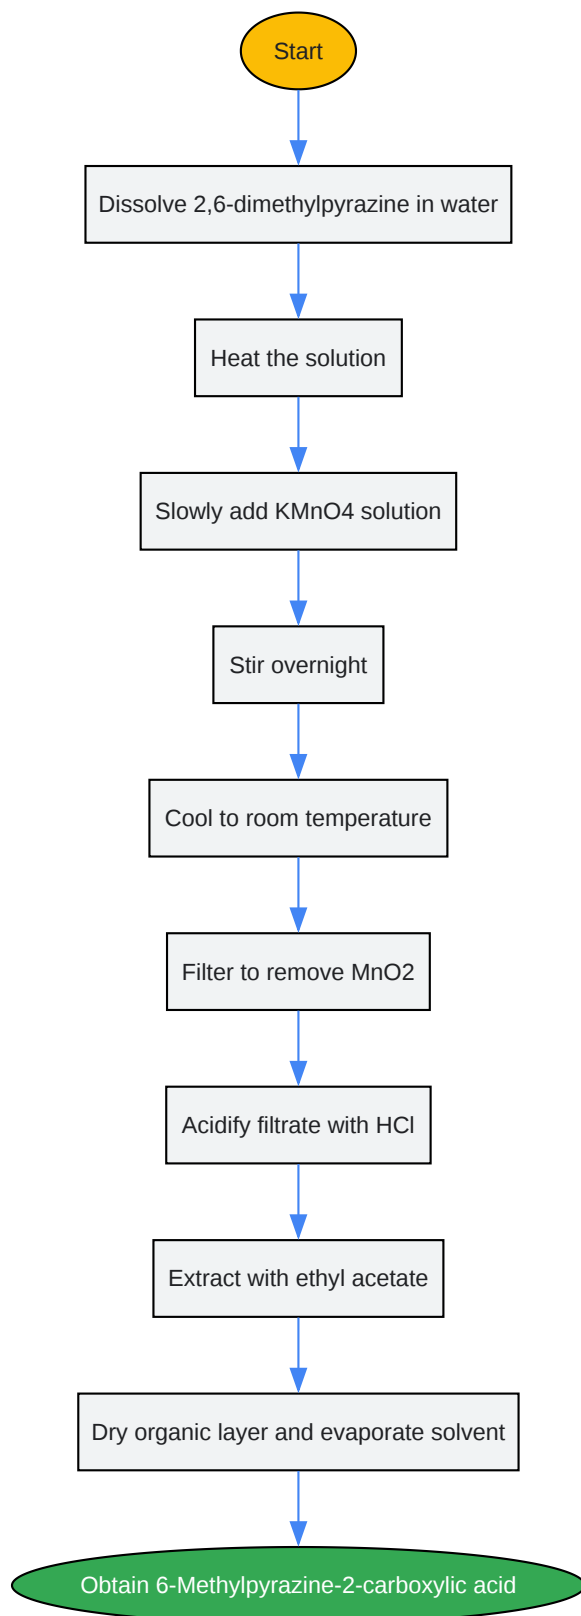 Start
Dissolve 2,6-dimethylpyrazine in water
Heat the solution
Slowly add KMnO4 solution
Stir overnight
Cool to room temperature
Filter to remove MnO2
Acidify filtrate with HCl
Extract with ethyl acetate
Dry organic layer and evaporate solvent
Obtain 6-Methylpyrazine-2-carboxylic acid